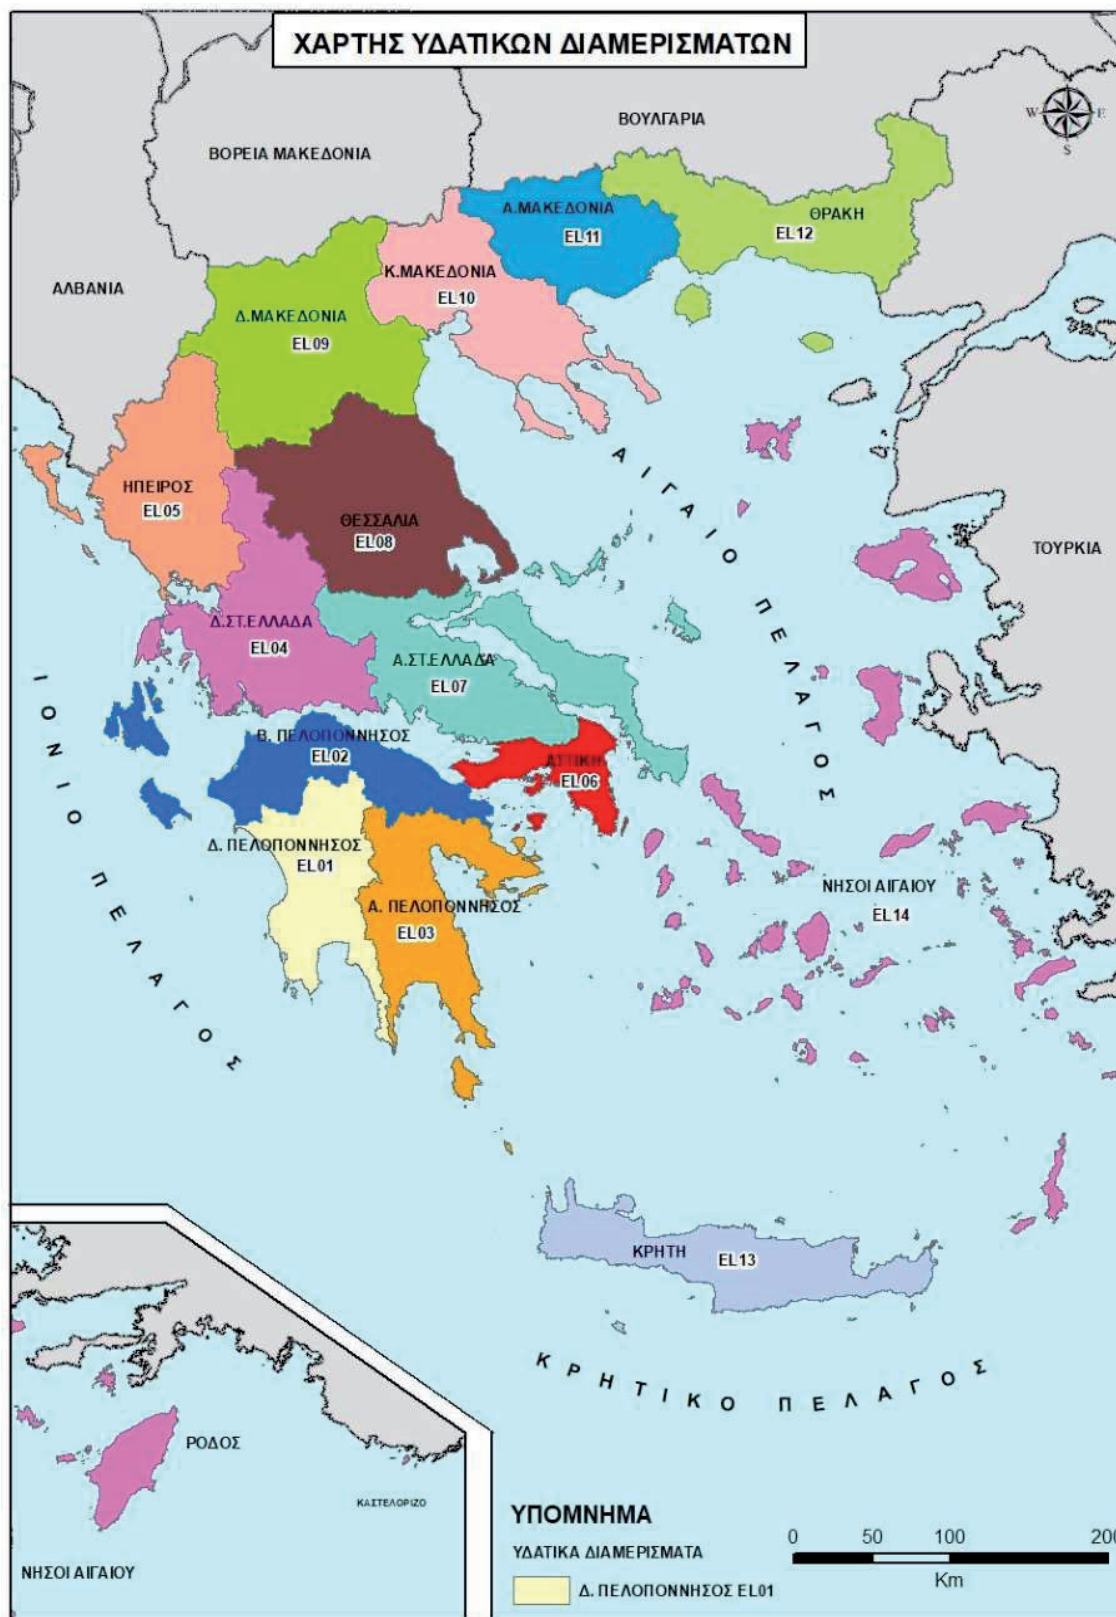 ΧΑΡΤΗΣ ΥΔΑΤΙΚΩΝ ΔΙΑΜΕΡΙΣΜΑΤΩΝ
W E
S
ΒΟΥΛΓΑΡΙΑ
ΒΟΡΕΙΑ ΜΑΚΕΔΟΝΙΑ
Α.ΜΑΚΕΔΟΝΙΑ
EL11
ΘΡΑΚΗ
EL12
Κ.ΜΑΚΕΔΟΝΙΑ
EL10
ΑΛΒΑΝΙΑ
Δ.ΜΑΚΕΔΟΝΙΑ
EL09
ΗΠΕΙΡΟΣ
EL05
ΘΕΣΣΑΛΙΑ
EL08
ΑΙΓΑΙΟ ΠΕΛΑΓΟΣ
ΤΟΥΡΚΙΑ
Δ.ΣΤ.ΕΛΛΑΔΑ
EL04
Α.ΣΤ.ΕΛΛΑΔΑ
EL07
ΙΟΝΙΟ ΠΕΛΑΓΟΣ
Β. ΠΕΛΟΠΟΝΝΗΣΟΣ
EL02
ΑΤΤΙΚΗ
EL06
Δ. ΠΕΛΟΠΟΝΝΗΣΟΣ
EL01
Α. ΠΕΛΟΠΟΝΝΗΣΟΣ
EL03
ΝΗΣΟΙ ΑΙΓΑΙΟΥ
EL14
ΚΡΗΤΗ
EL13
ΚΡΗΤΙΚΟ ΠΕΛΑΓΟΣ
ΡΟΔΟΣ
ΚΑΣΤΕΛΟΡΙΖΟ
ΝΗΣΟΙ ΑΙΓΑΙΟΥ
ΥΠΟΜΝΗΜΑ
ΥΔΑΤΙΚΑ ΔΙΑΜΕΡΙΣΜΑΤΑ
Δ. ΠΕΛΟΠΟΝΝΗΣΟΣ EL01
0 50 100 200
Km